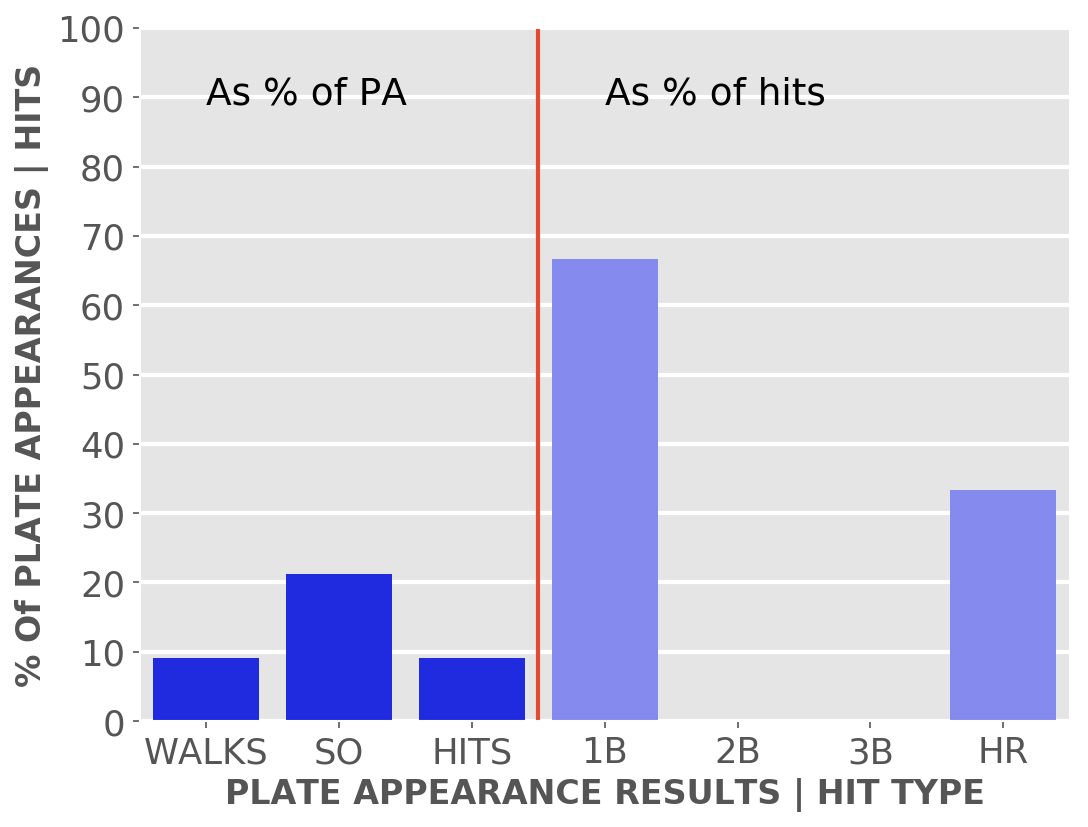 % Of PLATE APPEARANCES | HITS
100
90
80
70
60
50
40
30
20
10
0
As % of PA
As % of hits
WALKS SO HITS 1B 2B 3B HR
PLATE APPEARANCE RESULTS | HIT TYPE